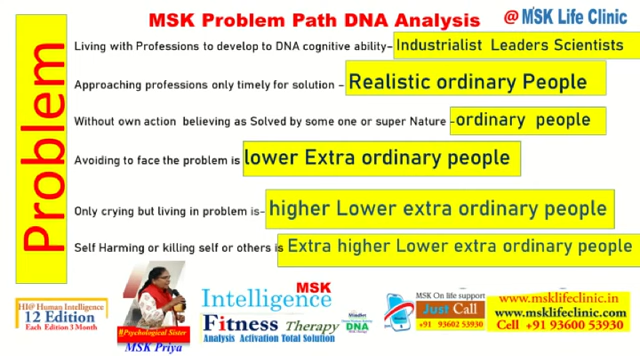 MSK Problem Path DNA Analysis
@ MSK Life Clinic
Problem
Living with Professions to develop to DNA cognitive ability- Industrialist Leaders Scientists
Approaching professions only timely for solution - Realistic ordinary People
Without own action believing as Solved by some one or super Nature - ordinary people
Avoiding to face the problem is lower Extra ordinary people
Only crying but living in problem is- higher Lower extra ordinary people
Self Harming or killing self or others is Extra higher Lower extra ordinary people
HI@ Human Intelligence
12 Edition
Each Edition 3 Month
Psychological Sister
MSK Priya
MSK
Intelligence
Fitness Therapy
Analysis Activation Total Solution
DNA
MSK On life support
Just Call
+91 93602 53930
www.msklifeclinic.in
www.msklifeclinic.com
Cell +91 93600 53930